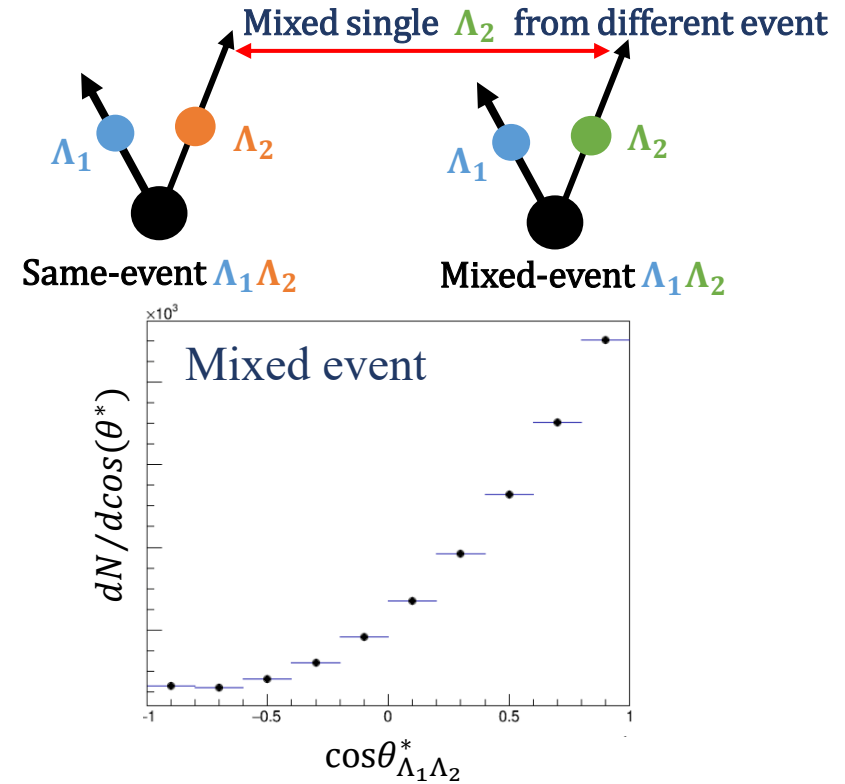 Mixed single Λ₂ from different event
Λ₁ Λ₂ Λ₁ Λ₂
Same-event Λ₁Λ₂ Mixed-event Λ₁Λ₂
×10³
Mixed event
dN/dcos(θ*)
-1 −0.5 0 0.5 1
cosθ*Λ₁Λ₂